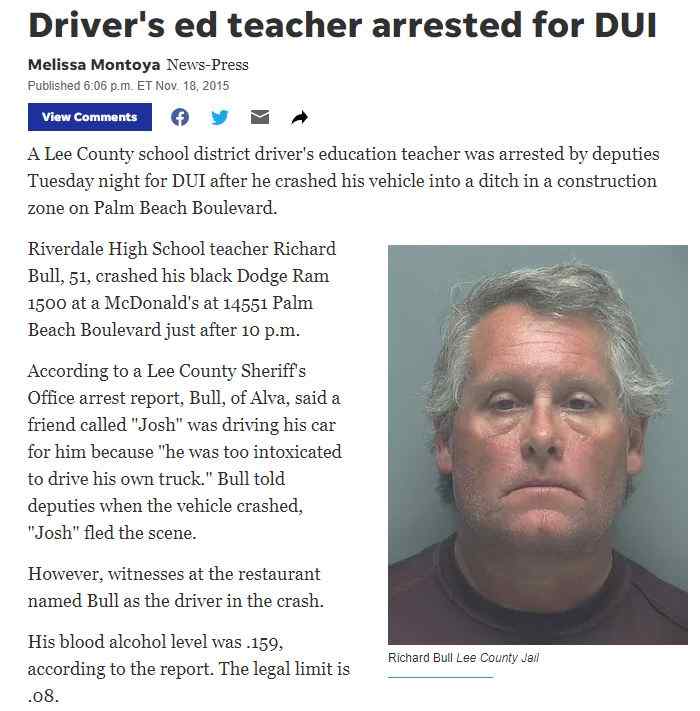 Driver's ed teacher arrested for DUI
Melissa Montoya News-Press
Published 6:06 p.m. ET Nov. 18, 2015
View Comments
A Lee County school district driver's education teacher was arrested by deputies
Tuesday night for DUI after he crashed his vehicle into a ditch in a construction
zone on Palm Beach Boulevard.
Riverdale High School teacher Richard
Bull, 51, crashed his black Dodge Ram
1500 at a McDonald's at 14551 Palm
Beach Boulevard just after 10 p.m.
According to a Lee County Sheriff's
Office arrest report, Bull, of Alva, said a
friend called "Josh" was driving his car
for him because "he was too intoxicated
to drive his own truck." Bull told
deputies when the vehicle crashed,
"Josh" fled the scene.
However, witnesses at the restaurant
named Bull as the driver in the crash.
His blood alcohol level was .159,
according to the report. The legal limit is
.08.
Richard Bull Lee County Jail